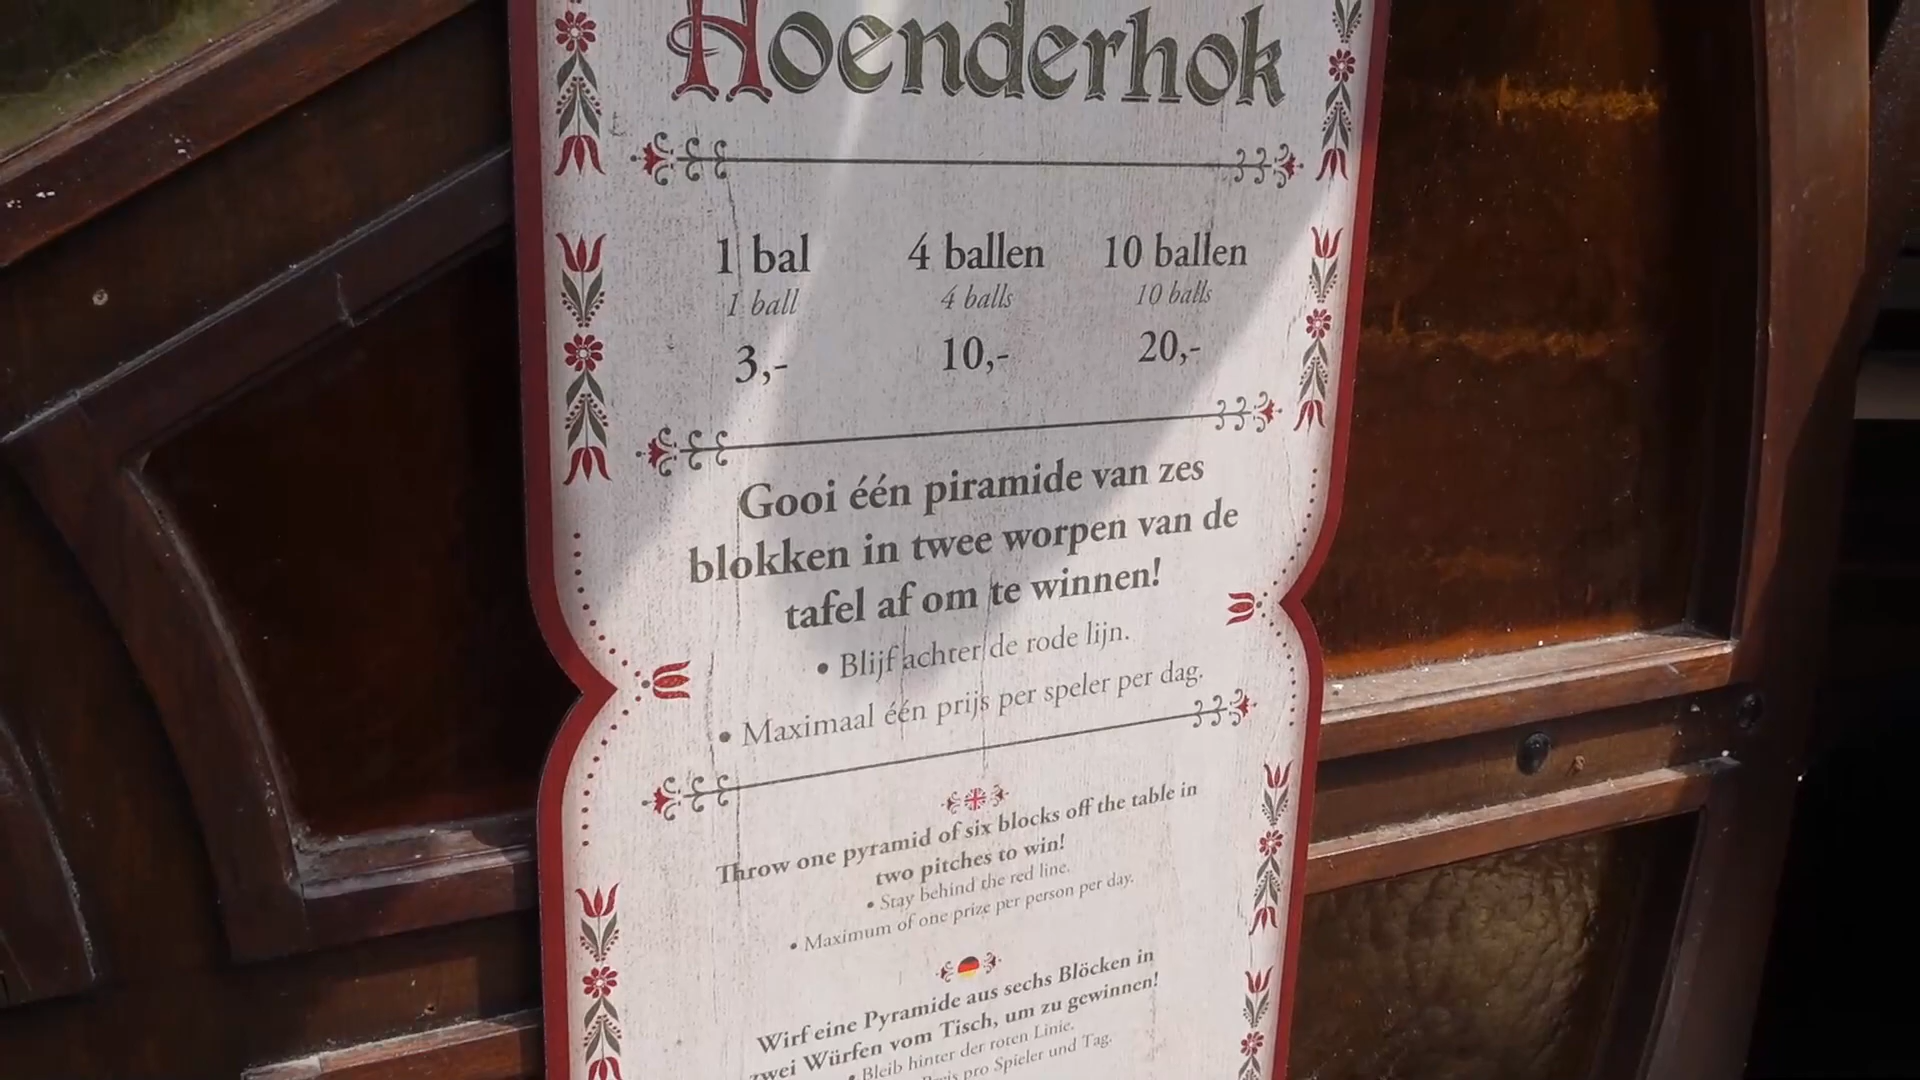 Hoenderhok
1 bal 4 ballen 10 ballen
1 ball 4 balls 10 balls
3,- 10,- 20,-
Gooi één piramide van zes
blokken in twee worpen van de
tafel af om te winnen!
• Blijf achter de rode lijn.
• Maximaal één prijs per speler per dag.
Throw one pyramid of six blocks off the table in
two pitches to win!
• Stay behind the red line.
• Maximum of one prize per person per day.
Wirf eine Pyramide aus sechs Blöcken in
zwei Würfen vom Tisch, um zu gewinnen!
• Bleib hinter der roten Linie.
pro Spieler und Tag.